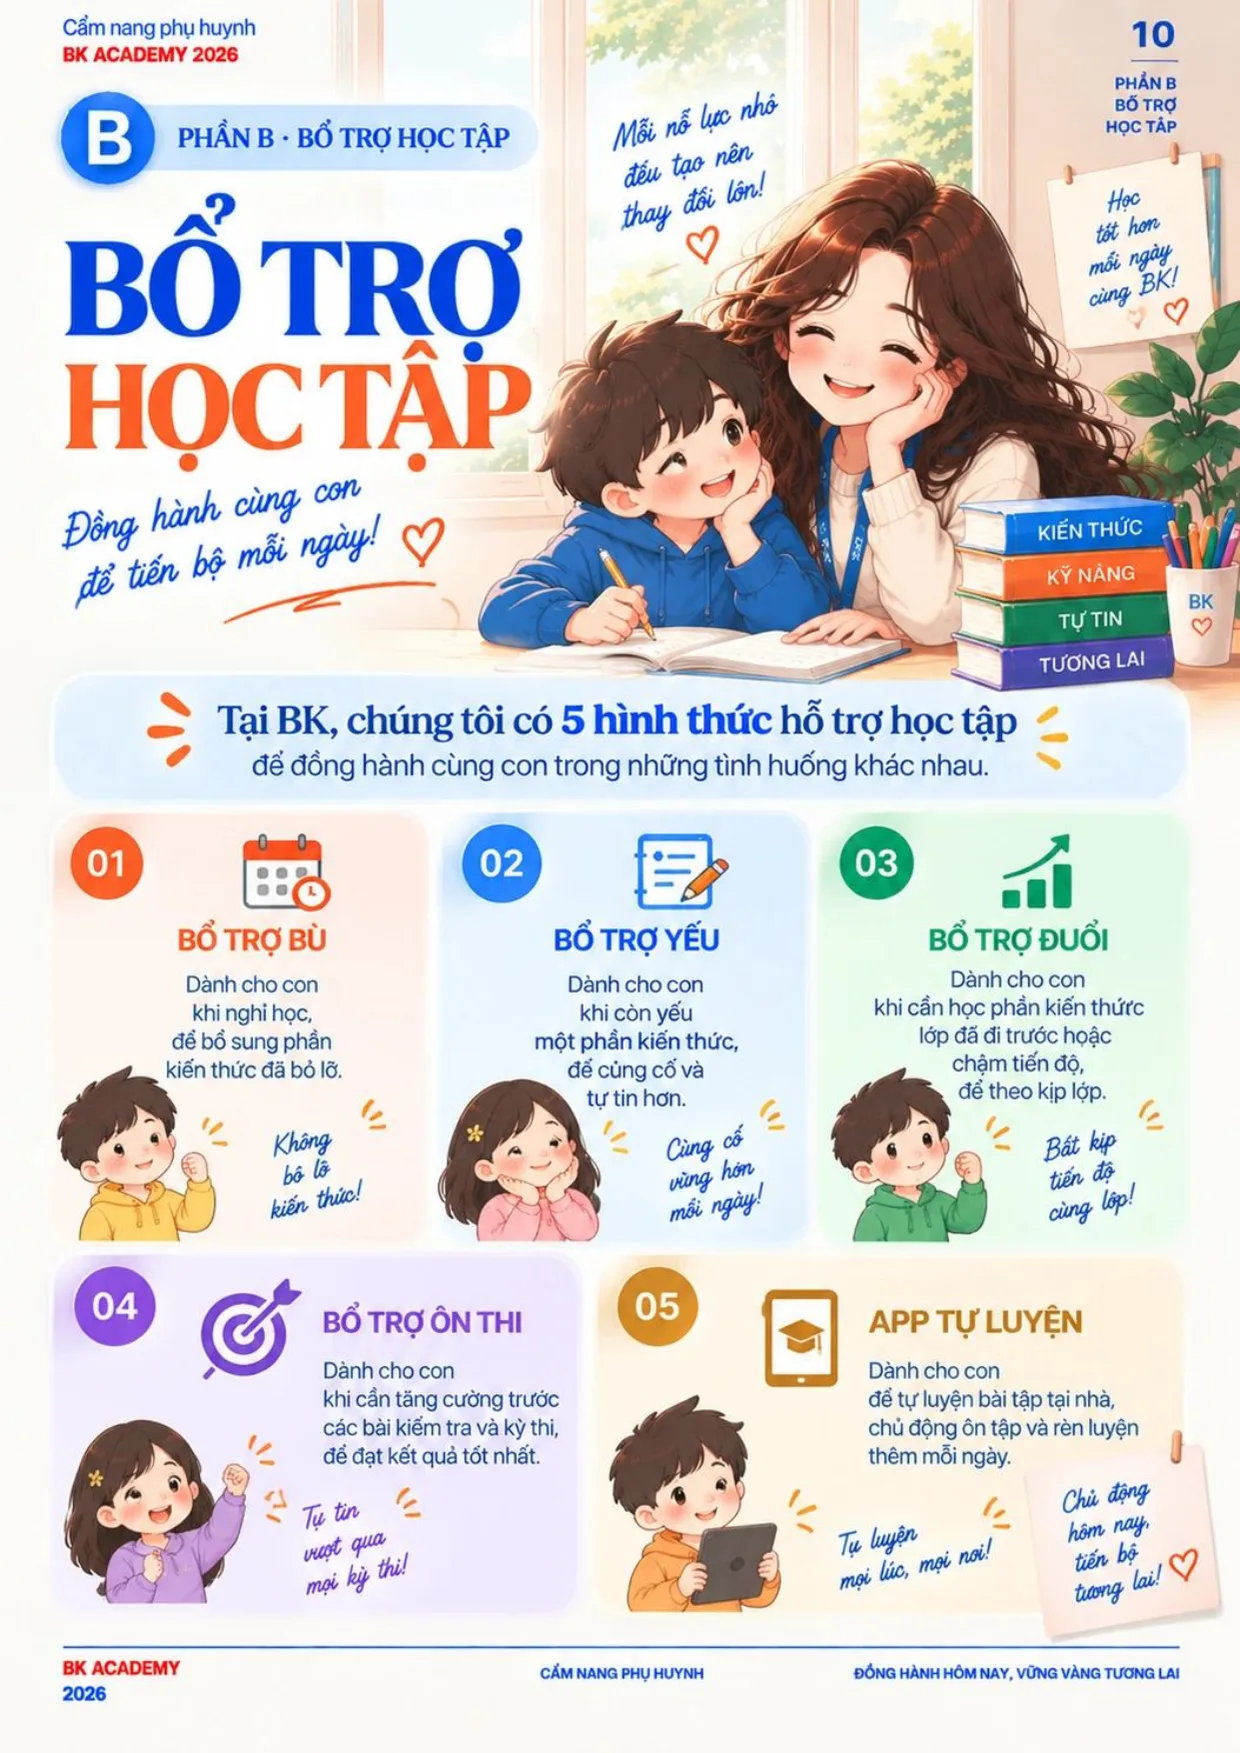 Cẩm nang phụ huynh
BK ACADEMY 2026
10
PHẦN B
BỔ TRỢ
HỌC TẬP
B
PHẦN B · BỔ TRỢ HỌC TẬP
Mỗi nỗ lực nhỏ
đều tạo nên
thay đổi lớn!
Học
tốt hơn
mỗi ngày
cùng BK!
BỔ TRỢ
HỌC TẬP
Đồng hành cùng con
để tiến bộ mỗi ngày!
KIẾN THỨC
KỸ NĂNG
TỰ TIN
TƯƠNG LAI
BK
Tại BK, chúng tôi có 5 hình thức hỗ trợ học tập
để đồng hành cùng con trong những tình huống khác nhau.
01
BỔ TRỢ BÙ
Dành cho con
khi nghỉ học,
để bổ sung phần
kiến thức đã bỏ lỡ.
Không
bỏ lỡ
kiến thức!
02
BỔ TRỢ YẾU
Dành cho con
khi còn yếu
một phần kiến thức,
để củng cố và
tự tin hơn.
Củng cố
vững hơn
mỗi ngày!
03
BỔ TRỢ ĐUỔI
Dành cho con
khi cần học phần kiến thức
lớp đã đi trước hoặc
chậm tiến độ,
để theo kịp lớp.
Bắt kịp
tiến độ
cùng lớp!
04
BỔ TRỢ ÔN THI
Dành cho con
khi cần tăng cường trước
các bài kiểm tra và kỳ thi,
để đạt kết quả tốt nhất.
Tự tin
vượt qua
mọi kỳ thi!
05
APP TỰ LUYỆN
Dành cho con
để tự luyện bài tập tại nhà,
chủ động ôn tập và rèn luyện
thêm mỗi ngày.
Tự luyện
mọi lúc, mọi nơi!
Chủ động
hôm nay,
tiến bộ
tương lai!
BK ACADEMY
2026
CẨM NANG PHỤ HUYNH
ĐỒNG HÀNH HÔM NAY, VỮNG VÀNG TƯƠNG LAI